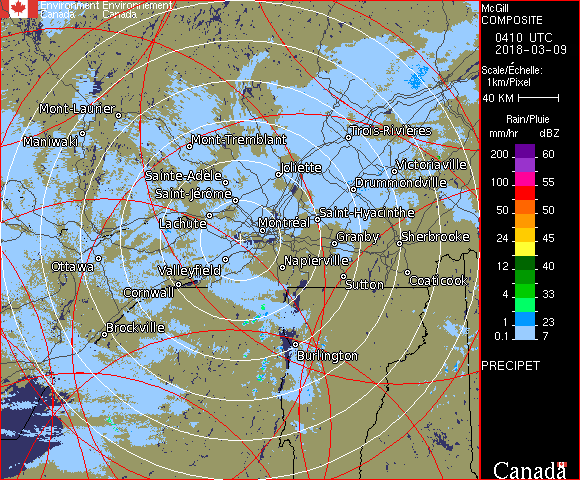 Environment Environnement
Canada Canada
Mont-Laurier
Maniwaki
Mont-Tremblant
Trois-Rivières
Joliette
Victoriaville
Sainte-Adèle
Drummondville
Saint-Jérôme
Lachute
Saint-Hyacinthe
Montréal
Granby
Sherbrooke
Ottawa
Valleyfield
Napierville
Cornwall
Sutton
Coaticook
Brockville
Burlington
McGill
COMPOSITE
0410 UTC
2018-03-09
Scale/Échelle:
1km/Pixel
40 KM
Rain/Pluie
mm/hr dBZ
200 60
100 55
50 50
24 45
12 40
4 33
1 23
0.1 7
PRECIPET
Canada